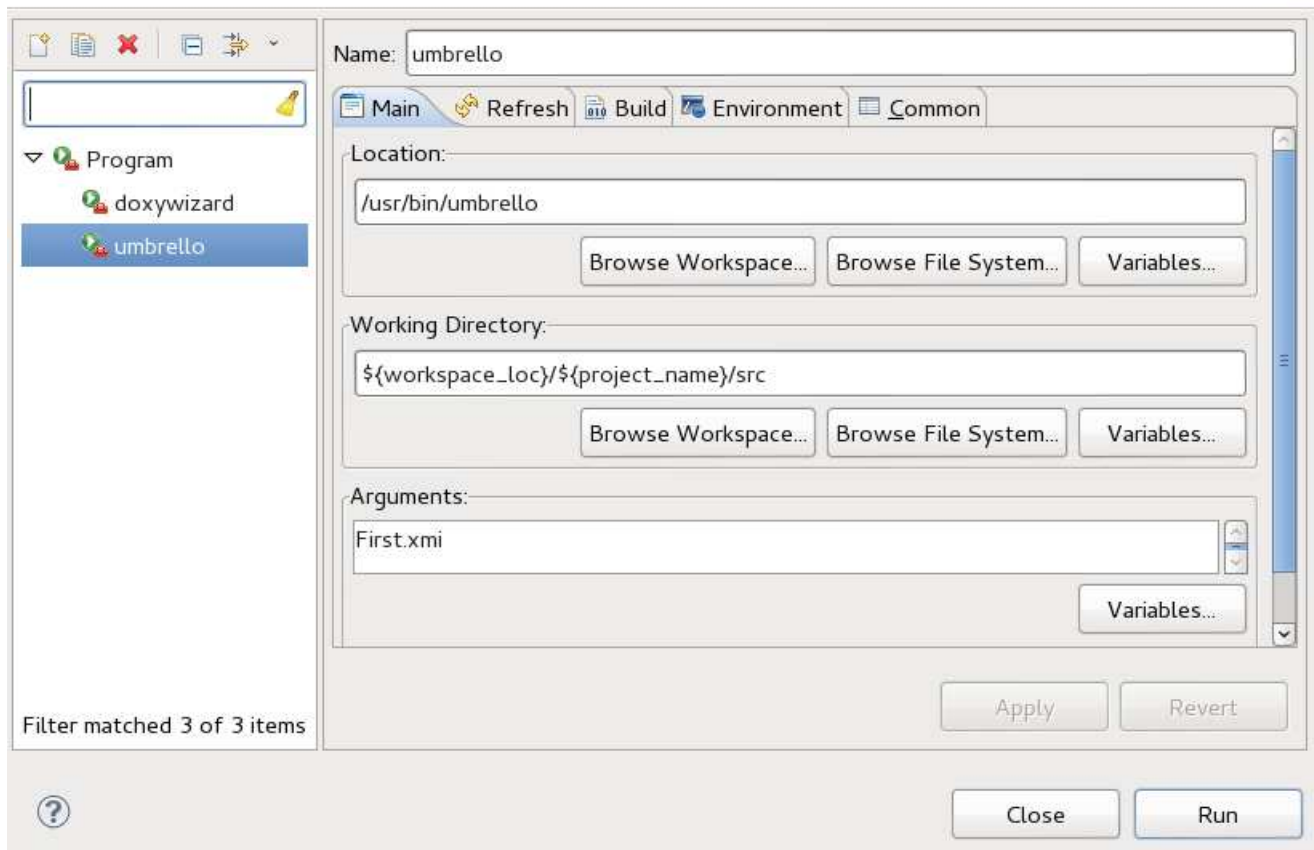 Name: umbrello
Main Refresh Build Environment Common
Program
doxywizard
umbrello
Filter matched 3 of 3 items
Location:
/usr/bin/umbrello
Browse Workspace... Browse File System... Variables...
Working Directory:
${workspace_loc}/${project_name}/src
Browse Workspace... Browse File System... Variables...
Arguments:
First.xmi
Variables...
Apply Revert
Close Run